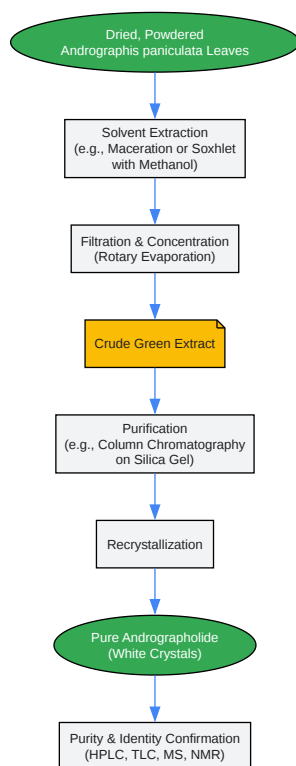 Dried, Powdered
Andrographis paniculata Leaves
Solvent Extraction
(e.g., Maceration or Soxhlet
with Methanol)
Filtration & Concentration
(Rotary Evaporation)
Crude Green Extract
Purification
(e.g., Column Chromatography
on Silica Gel)
Recrystallization
Pure Andrographolide
(White Crystals)
Purity & Identity Confirmation
(HPLC, TLC, MS, NMR)